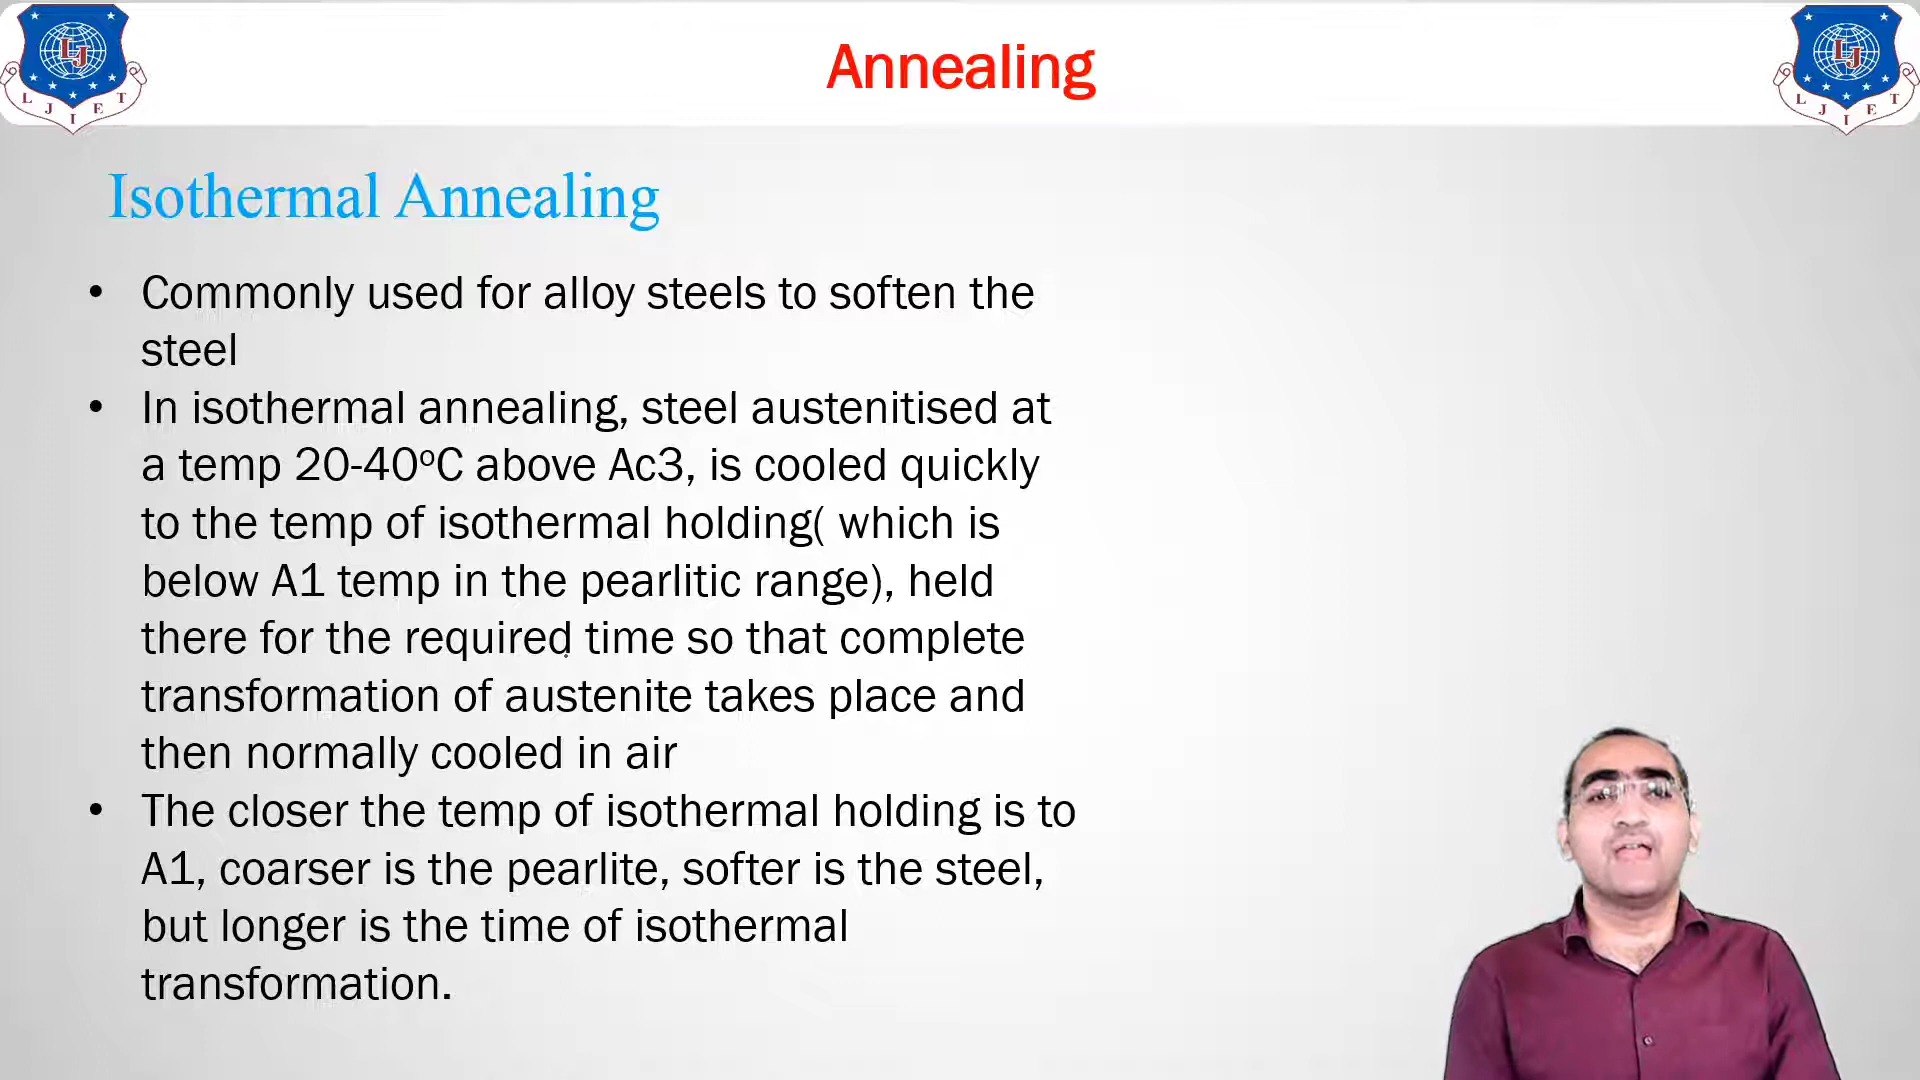 Annealing
LJ
L J I E T
LJ
L J I E T
Isothermal Annealing
• Commonly used for alloy steels to soften the
steel
• In isothermal annealing, steel austenitised at
a temp 20-40ºC above Ac3, is cooled quickly
to the temp of isothermal holding( which is
below A1 temp in the pearlitic range), held
there for the required time so that complete
transformation of austenite takes place and
then normally cooled in air
• The closer the temp of isothermal holding is to
A1, coarser is the pearlite, softer is the steel,
but longer is the time of isothermal
transformation.